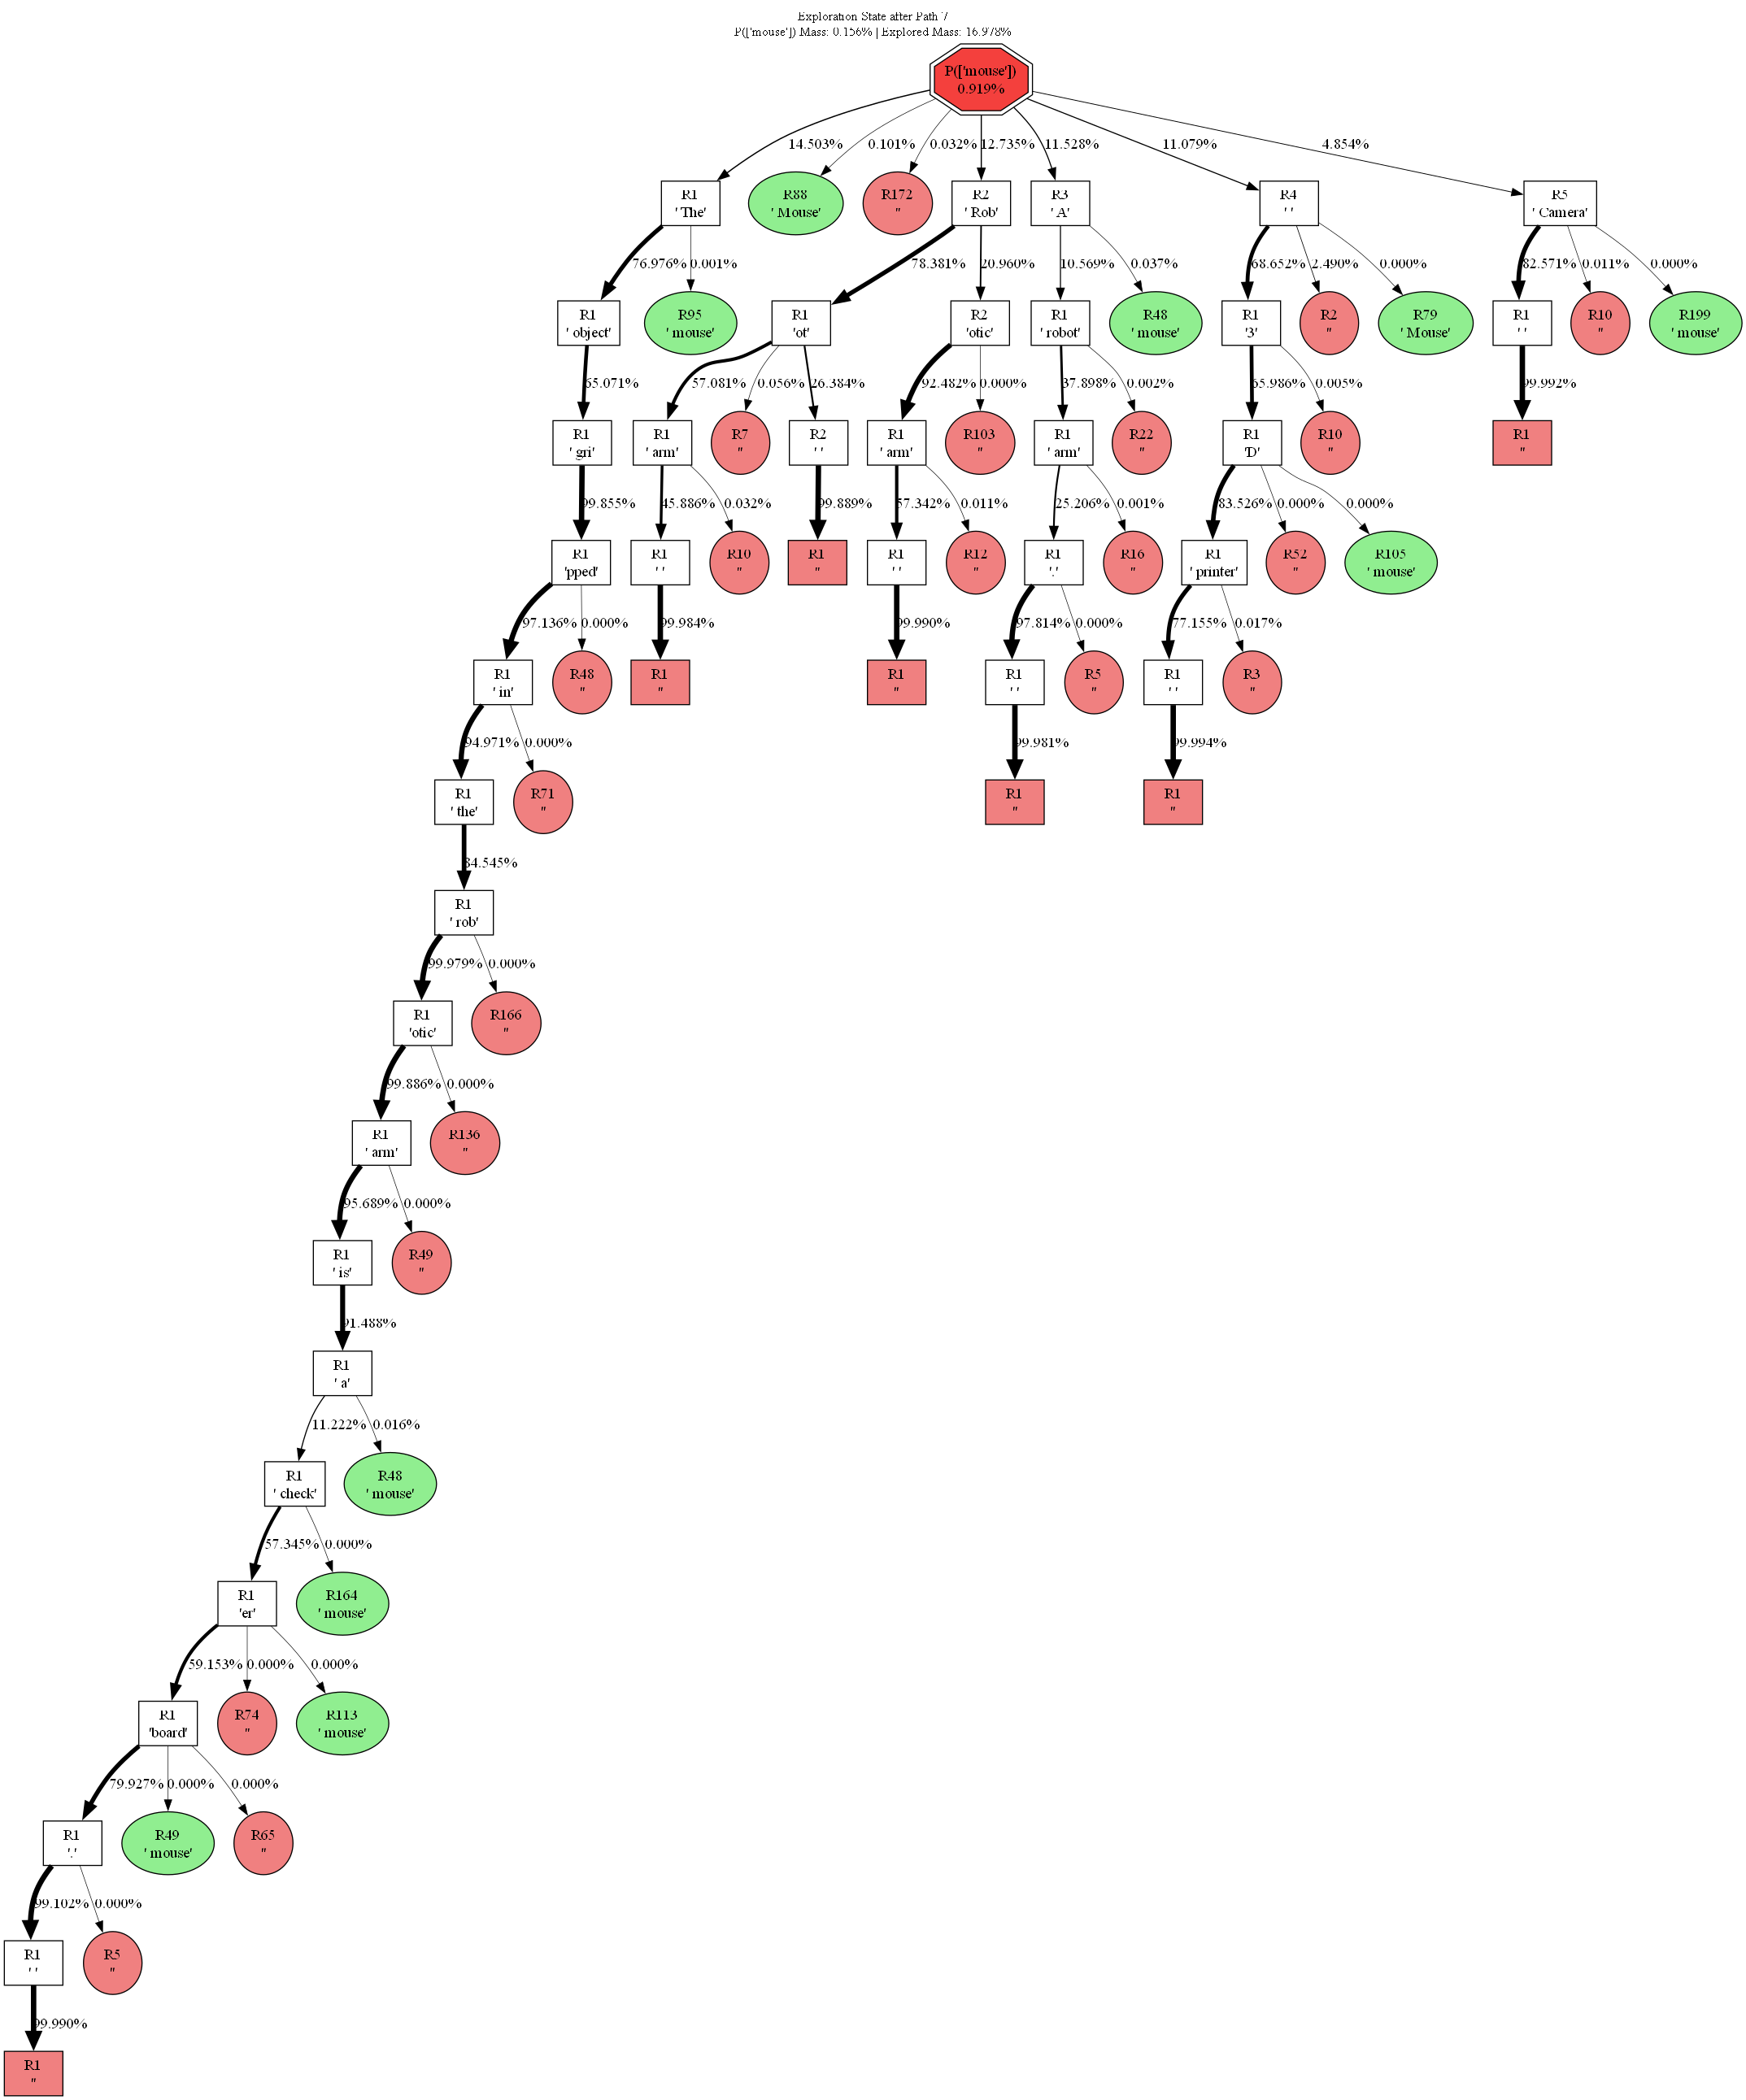 Exploration State after Path 7
P(['mouse']) Mass: 0.156% | Explored Mass: 16.978%
P(['mouse'])
0.919%
14.503%
0.101%
0.032%
12.735%
11.528%
11.079%
4.854%
R1
' The'
R88
' Mouse'
R172
''
R2
' Rob'
R3
' A'
R4
' '
R5
' Camera'
76.976%
0.001%
78.381%
20.960%
10.569%
0.037%
68.652%
2.490%
0.000%
82.571%
0.011%
0.000%
R1
' object'
R95
' mouse'
R1
'ot'
R2
'otic'
R1
' robot'
R48
' mouse'
R1
'3'
R2
''
R79
' Mouse'
R1
' '
R10
''
R199
' mouse'
65.071%
57.081%
0.056%
26.384%
92.482%
0.000%
37.898%
0.002%
65.986%
0.005%
99.992%
R1
' gri'
R1
' arm'
R7
''
R2
' '
R1
' arm'
R103
''
R1
' arm'
R22
''
R1
'D'
R10
''
R1
''
99.855%
45.886%
0.032%
99.889%
57.342%
0.011%
25.206%
0.001%
83.526%
0.000%
0.000%
R1
'pped'
R1
' '
R10
''
R1
''
R1
' '
R12
''
R1
'.'
R16
''
R1
' printer'
R52
''
R105
' mouse'
97.136%
0.000%
99.984%
99.990%
97.814%
0.000%
77.155%
0.017%
R1
' in'
R48
''
R1
''
R1
''
R1
' '
R5
''
R1
' '
R3
''
94.971%
0.000%
99.981%
99.994%
R1
' the'
R71
''
R1
''
R1
''
84.545%
R1
' rob'
99.979%
0.000%
R1
'otic'
R166
''
99.886%
0.000%
R1
' arm'
R136
''
95.689%
0.000%
R1
' is'
R49
''
91.488%
R1
' a'
11.222%
0.016%
R1
' check'
R48
' mouse'
57.345%
0.000%
R1
'er'
R164
' mouse'
59.153%
0.000%
0.000%
R1
'board'
R74
''
R113
' mouse'
79.927%
0.000%
0.000%
R1
'.'
R49
' mouse'
R65
''
99.102%
0.000%
R1
' '
R5
''
99.990%
R1
''